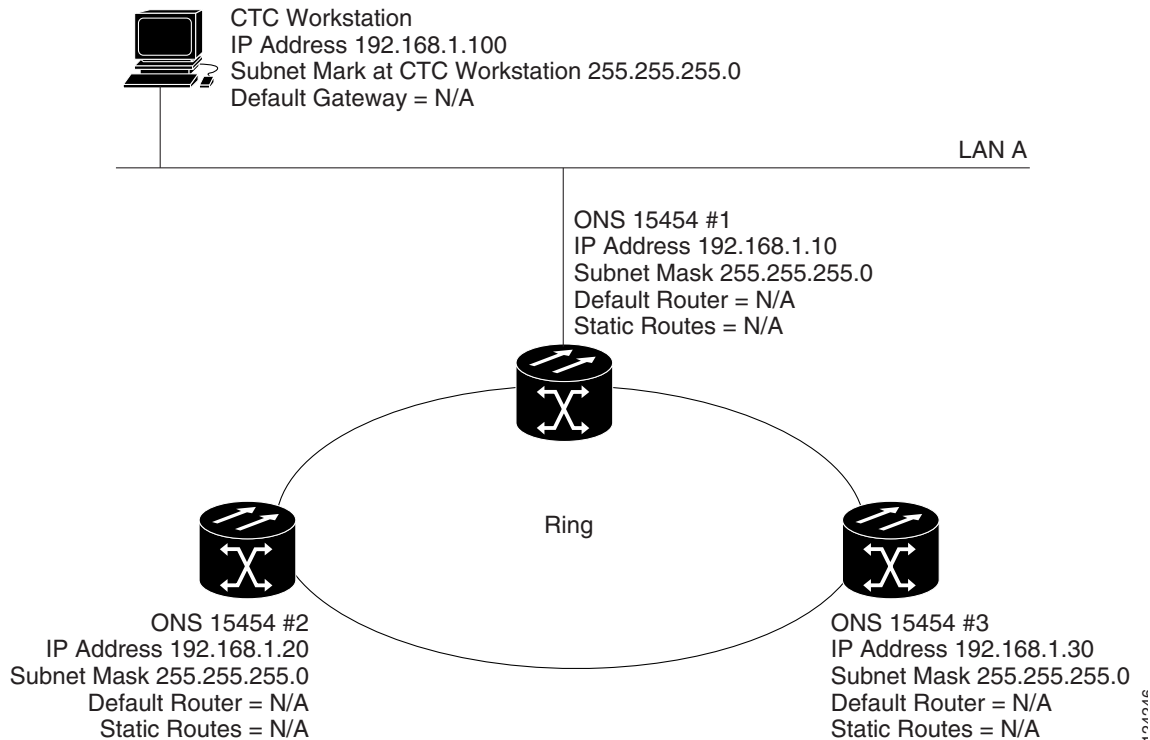 CTC Workstation
IP Address 192.168.1.100
Subnet Mark at CTC Workstation 255.255.255.0
Default Gateway = N/A
LAN A
ONS 15454 #1
IP Address 192.168.1.10
Subnet Mask 255.255.255.0
Default Router = N/A
Static Routes = N/A
Ring
ONS 15454 #2
IP Address 192.168.1.20
Subnet Mask 255.255.255.0
Default Router = N/A
Static Routes = N/A
ONS 15454 #3
IP Address 192.168.1.30
Subnet Mask 255.255.255.0
Default Router = N/A
Static Routes = N/A